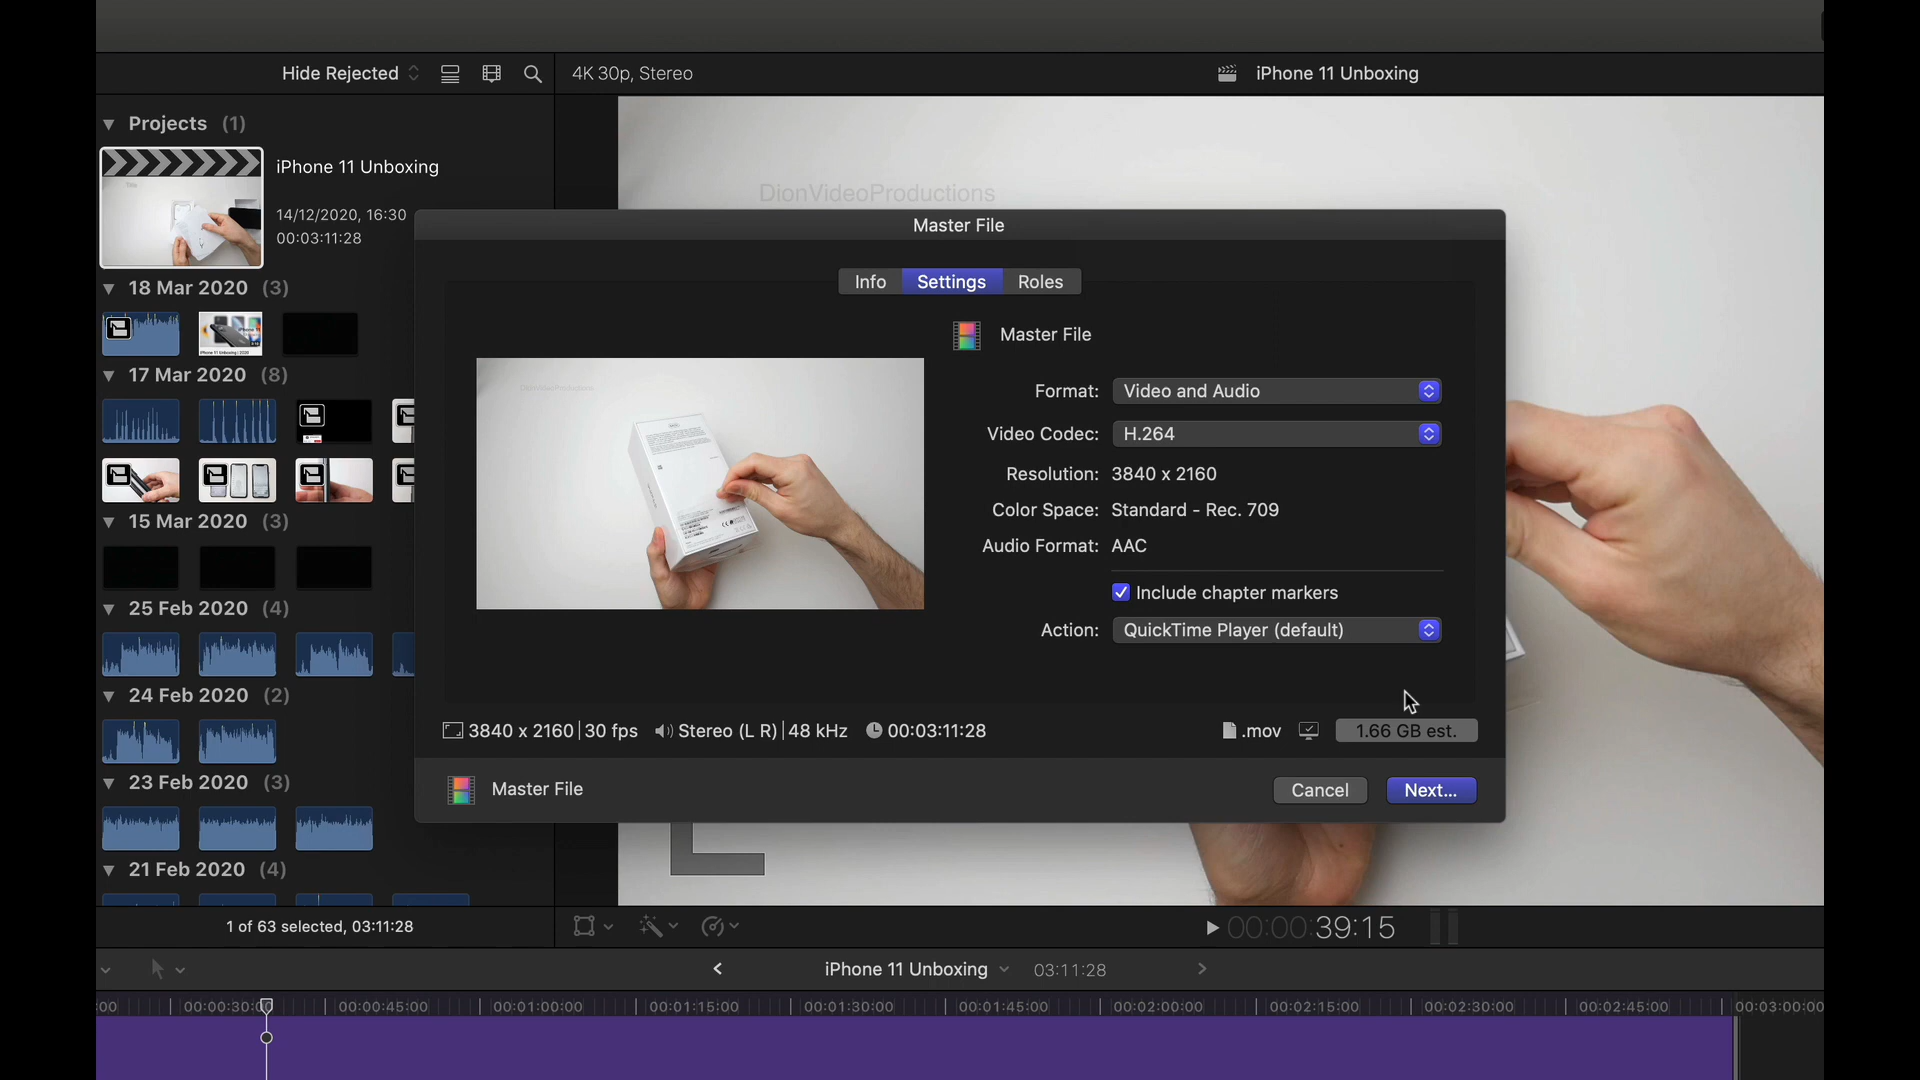 Hide Rejected
4K 30p, Stereo
iPhone 11 Unboxing
Projects (1)
iPhone 11 Unboxing
14/12/2020, 16:30
00:03:11:28
DionVideoProductions
Master File
Info
Settings
Roles
Master File
Format: Video and Audio
Video Codec: H.264
Resolution: 3840 x 2160
Color Space: Standard - Rec. 709
Audio Format: AAC
Include chapter markers
Action: QuickTime Player (default)
3840 x 2160 | 30 fps
Stereo (L R) | 48 kHz
00:03:11:28
.mov
1.66 GB est.
Master File
Cancel
Next...
18 Mar 2020 (3)
17 Mar 2020 (8)
15 Mar 2020 (3)
25 Feb 2020 (4)
24 Feb 2020 (2)
23 Feb 2020 (3)
21 Feb 2020 (4)
1 of 63 selected, 03:11:28
00:00:39:15
iPhone 11 Unboxing
03:11:28
:00
00:00:30:00
00:00:45:00
00:01:00:00
00:01:15:00
00:01:30:00
00:01:45:00
00:02:00:00
00:02:15:00
00:02:30:00
00:02:45:00
00:03:00:00